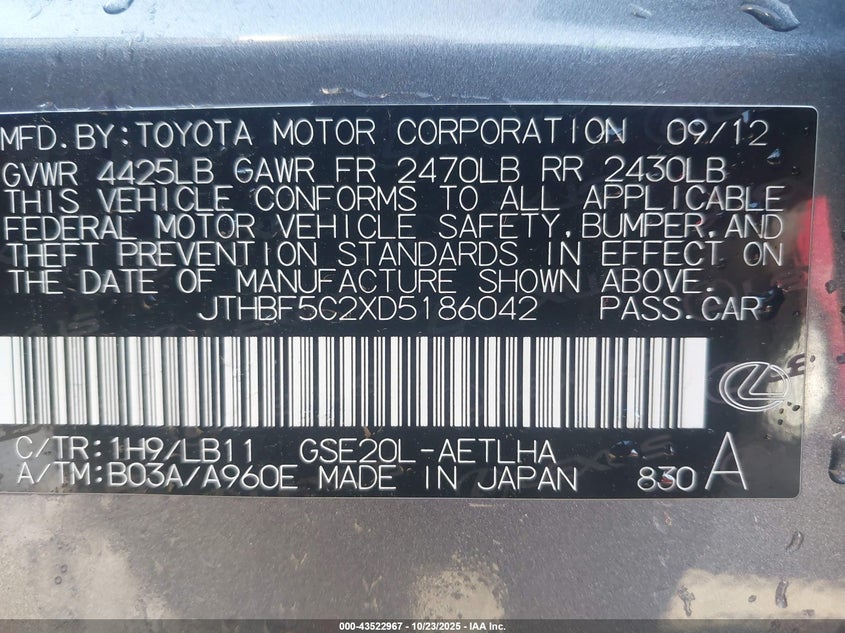 MFD. BY: TOYOTA MOTOR CORPORATION 09/12
GVWR 4425LB GAWR FR 2470LB RR 2430LB
THIS VEHICLE CONFORMS TO ALL APPLICABLE
FEDERAL MOTOR VEHICLE SAFETY, BUMPER, AND
THEFT PREVENTION STANDARDS IN EFFECT ON
THE DATE OF MANUFACTURE SHOWN ABOVE.
JTHBF5C2XD5186042 PASS. CAR
C/TR: 1H9/LB11 GSE20L-AETLHA
A/TM: B03A/A960E MADE IN JAPAN 830 A
000-43522967 - 10/23/2025 - IAA Inc.